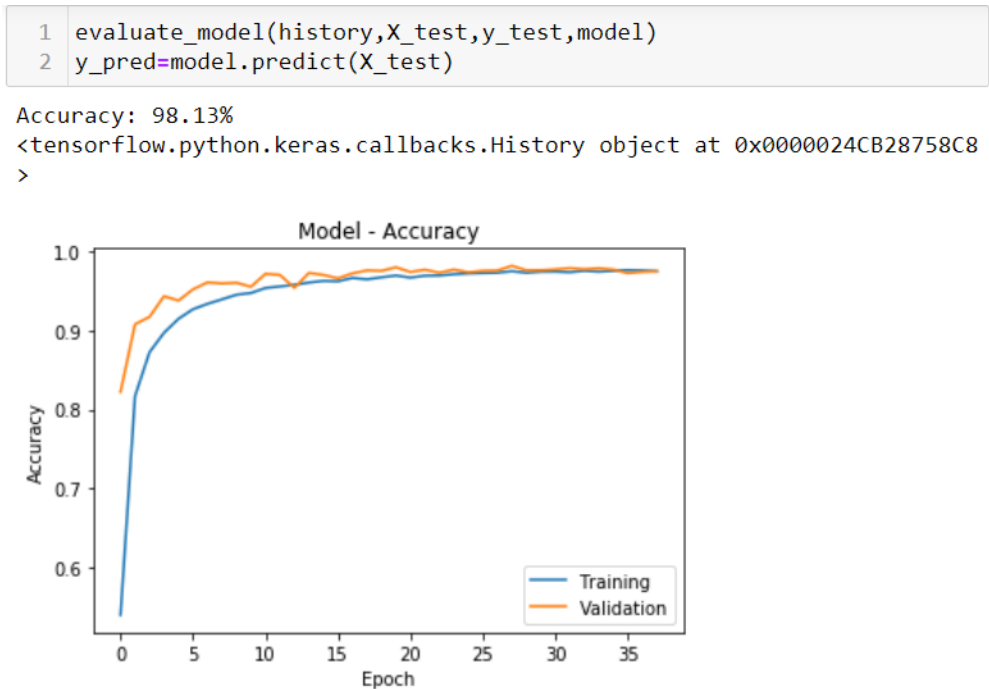 1 evaluate_model(history,X_test,y_test,model)
2 y_pred=model.predict(X_test)
Accuracy: 98.13%
<tensorflow.python.keras.callbacks.History object at 0x0000024CB28758C8
>
Model - Accuracy
1.0
0.9
0.8
0.7
0.6
Accuracy
Training
Validation
0 5 10 15 20 25 30 35
Epoch